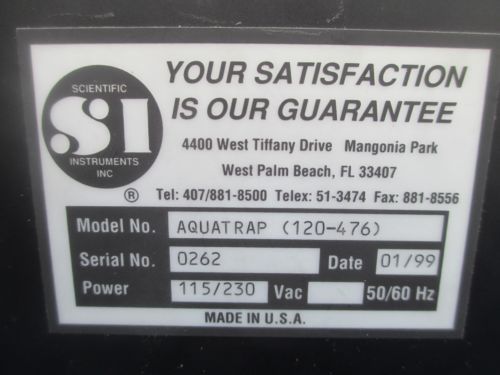 SCIENTIFIC
SI
INSTRUMENTS
INC
®
YOUR SATISFACTION
IS OUR GUARANTEE
4400 West Tiffany Drive Mangonia Park
West Palm Beach, FL 33407
Tel: 407/881-8500 Telex: 51-3474 Fax: 881-8556
Model No. AQUATRAP (120-476)
Serial No. 0262 Date 01/99
Power 115/230 Vac 50/60 Hz
MADE IN U.S.A.